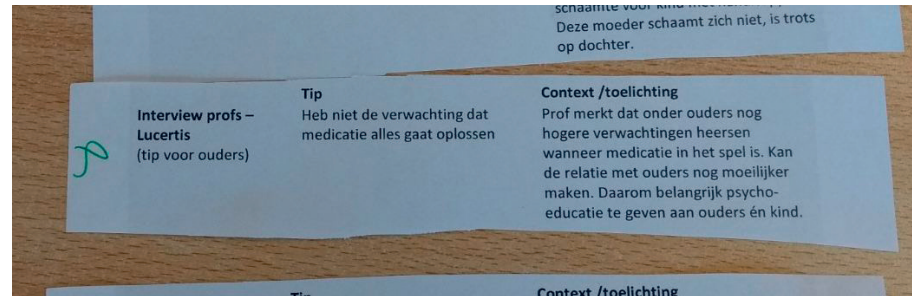 Deze moeder schaamt zich niet, is trots
op dochter.
Interview profs –
Lucertis
(tip voor ouders)
Tip
Heb niet de verwachting dat
medicatie alles gaat oplossen
Context /toelichting
Prof merkt dat onder ouders nog
hogere verwachtingen heersen
wanneer medicatie in het spel is. Kan
de relatie met ouders nog moeilijker
maken. Daarom belangrijk psycho-
educatie te geven aan ouders én kind.
Tip
Context /toelichting